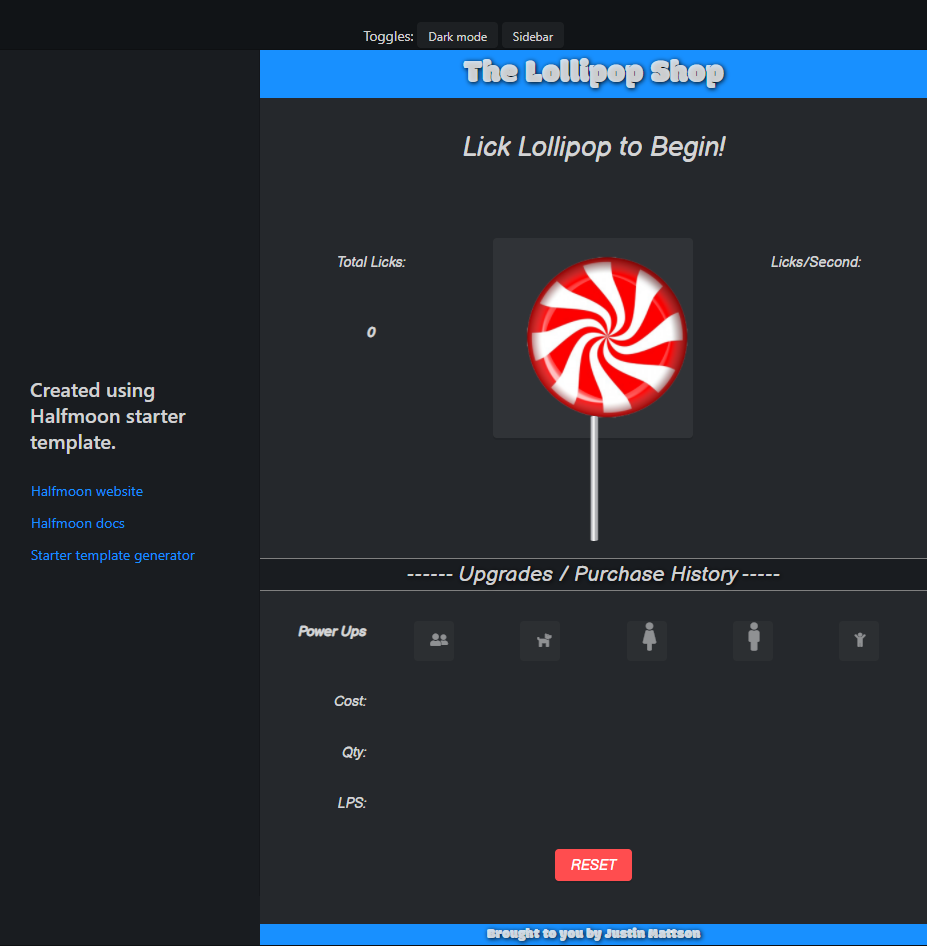 Toggles: Dark mode Sidebar
The Lollipop Shop
Lick Lollipop to Begin!
Total Licks:
Licks/Second:
0
Created using
Halfmoon starter
template.
Halfmoon website
Halfmoon docs
Starter template generator
------ Upgrades / Purchase History -----
Power Ups
Cost:
Qty:
LPS:
RESET
Brought to you by Justin Mattson